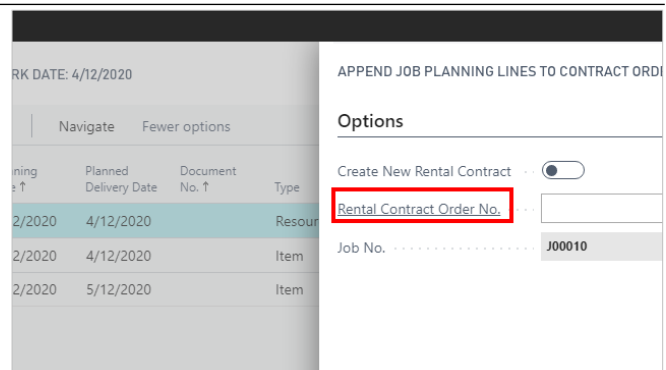 RK DATE: 4/12/2020
Navigate Fewer options
nning Planned Document
e ↑ Delivery Date No. ↑ Type
2/2020 4/12/2020 Resour
2/2020 4/12/2020 Item
2/2020 5/12/2020 Item
APPEND JOB PLANNING LINES TO CONTRACT ORD
Options
Create New Rental Contract
Rental Contract Order No.
Job No. J00010